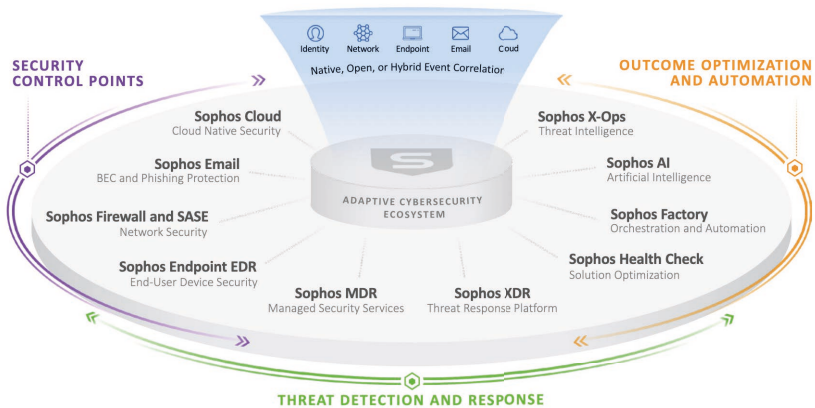 Identity Network Endpoint Email Coud
Native, Open, or Hybrid Event Correlatior
SECURITY
CONTROL POINTS
OUTCOME OPTIMIZATION
AND AUTOMATION
Sophos Cloud
Cloud Native Security
Sophos Email
BEC and Phishing Protection
Sophos Firewall and SASE
Network Security
Sophos Endpoint EDR
End-User Device Security
Sophos MDR
Managed Security Services
Sophos XDR
Threat Response Platform
Sophos Health Check
Solution Optimization
Sophos Factory
Orchestration and Automation
Sophos AI
Artificial Intelligence
Sophos X-Ops
Threat Intelligence
S
ADAPTIVE CYBERSECURITY
ECOSYSTEM
THREAT DETECTION AND RESPONSE